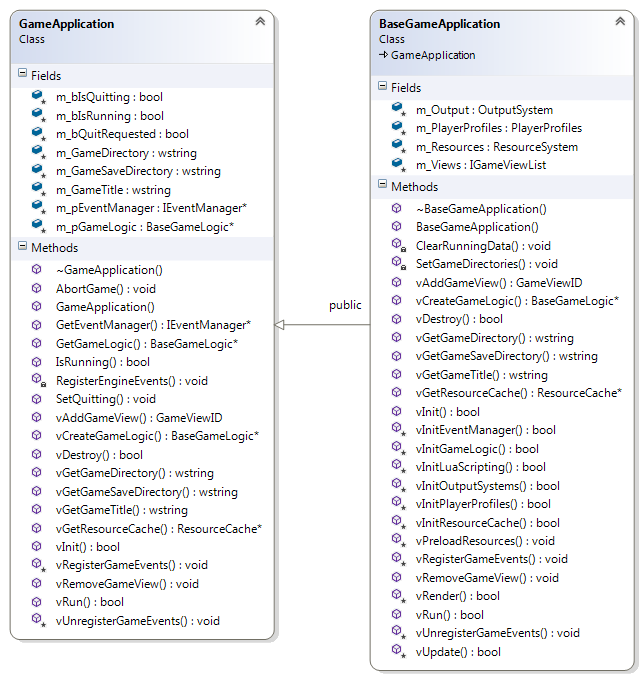 GameApplication
Class
Fields
m_bIsQuitting : bool
m_bIsRunning : bool
m_bQuitRequested : bool
m_GameDirectory : wstring
m_GameSaveDirectory : wstring
m_GameTitle : wstring
m_pEventManager : IEventManager*
m_pGameLogic : BaseGameLogic*
Methods
~GameApplication()
AbortGame() : void
GameApplication()
GetEventManager() : IEventManager*
GetGameLogic() : BaseGameLogic*
IsRunning() : bool
RegisterEngineEvents() : void
SetQuitting() : void
vAddGameView() : GameViewID
vCreateGameLogic() : BaseGameLogic*
vDestroy() : bool
vGetGameDirectory() : wstring
vGetGameSaveDirectory() : wstring
vGetGameTitle() : wstring
vGetResourceCache() : ResourceCache*
vInit() : bool
vRegisterGameEvents() : void
vRemoveGameView() : void
vRun() : bool
vUnregisterGameEvents() : void
public
BaseGameApplication
Class
GameApplication
Fields
m_Output : OutputSystem
m_PlayerProfiles : PlayerProfiles
m_Resources : ResourceSystem
m_Views : IGameViewList
Methods
~BaseGameApplication()
BaseGameApplication()
ClearRunningData() : void
SetGameDirectories() : void
vAddGameView() : GameViewID
vCreateGameLogic() : BaseGameLogic*
vDestroy() : bool
vGetGameDirectory() : wstring
vGetGameSaveDirectory() : wstring
vGetGameTitle() : wstring
vGetResourceCache() : ResourceCache*
vInit() : bool
vInitEventManager() : bool
vInitGameLogic() : bool
vInitLuaScripting() : bool
vInitOutputSystems() : bool
vInitPlayerProfiles() : bool
vInitResourceCache() : bool
vPreloadResources() : void
vRegisterGameEvents() : void
vRemoveGameView() : void
vRender() : bool
vRun() : bool
vUnregisterGameEvents() : void
vUpdate() : bool